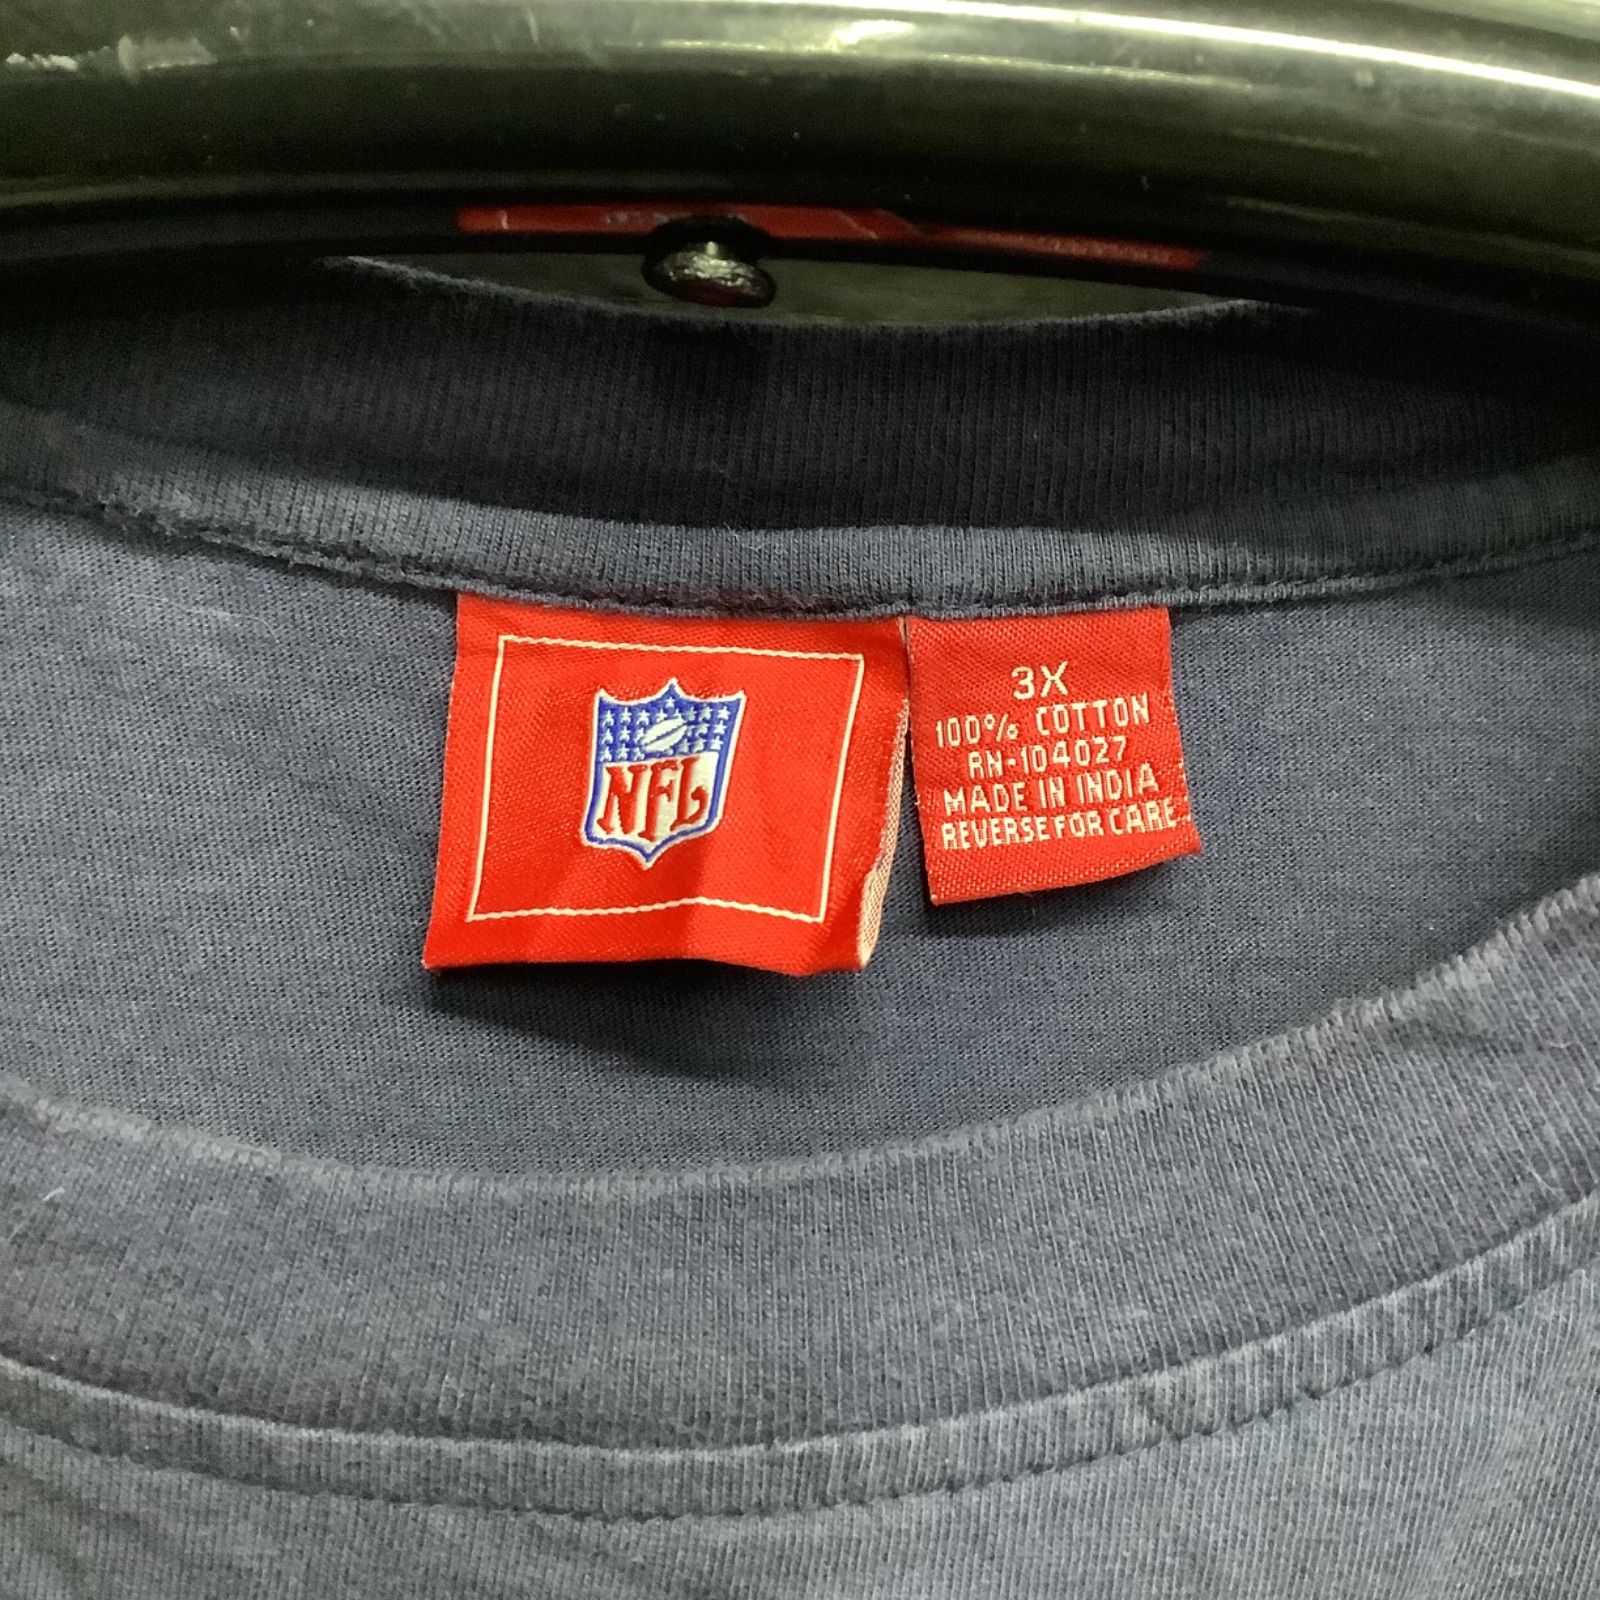 NFL
3X
100% COTTON
RN-104027
MADE IN INDIA
REVERSE FOR CARE